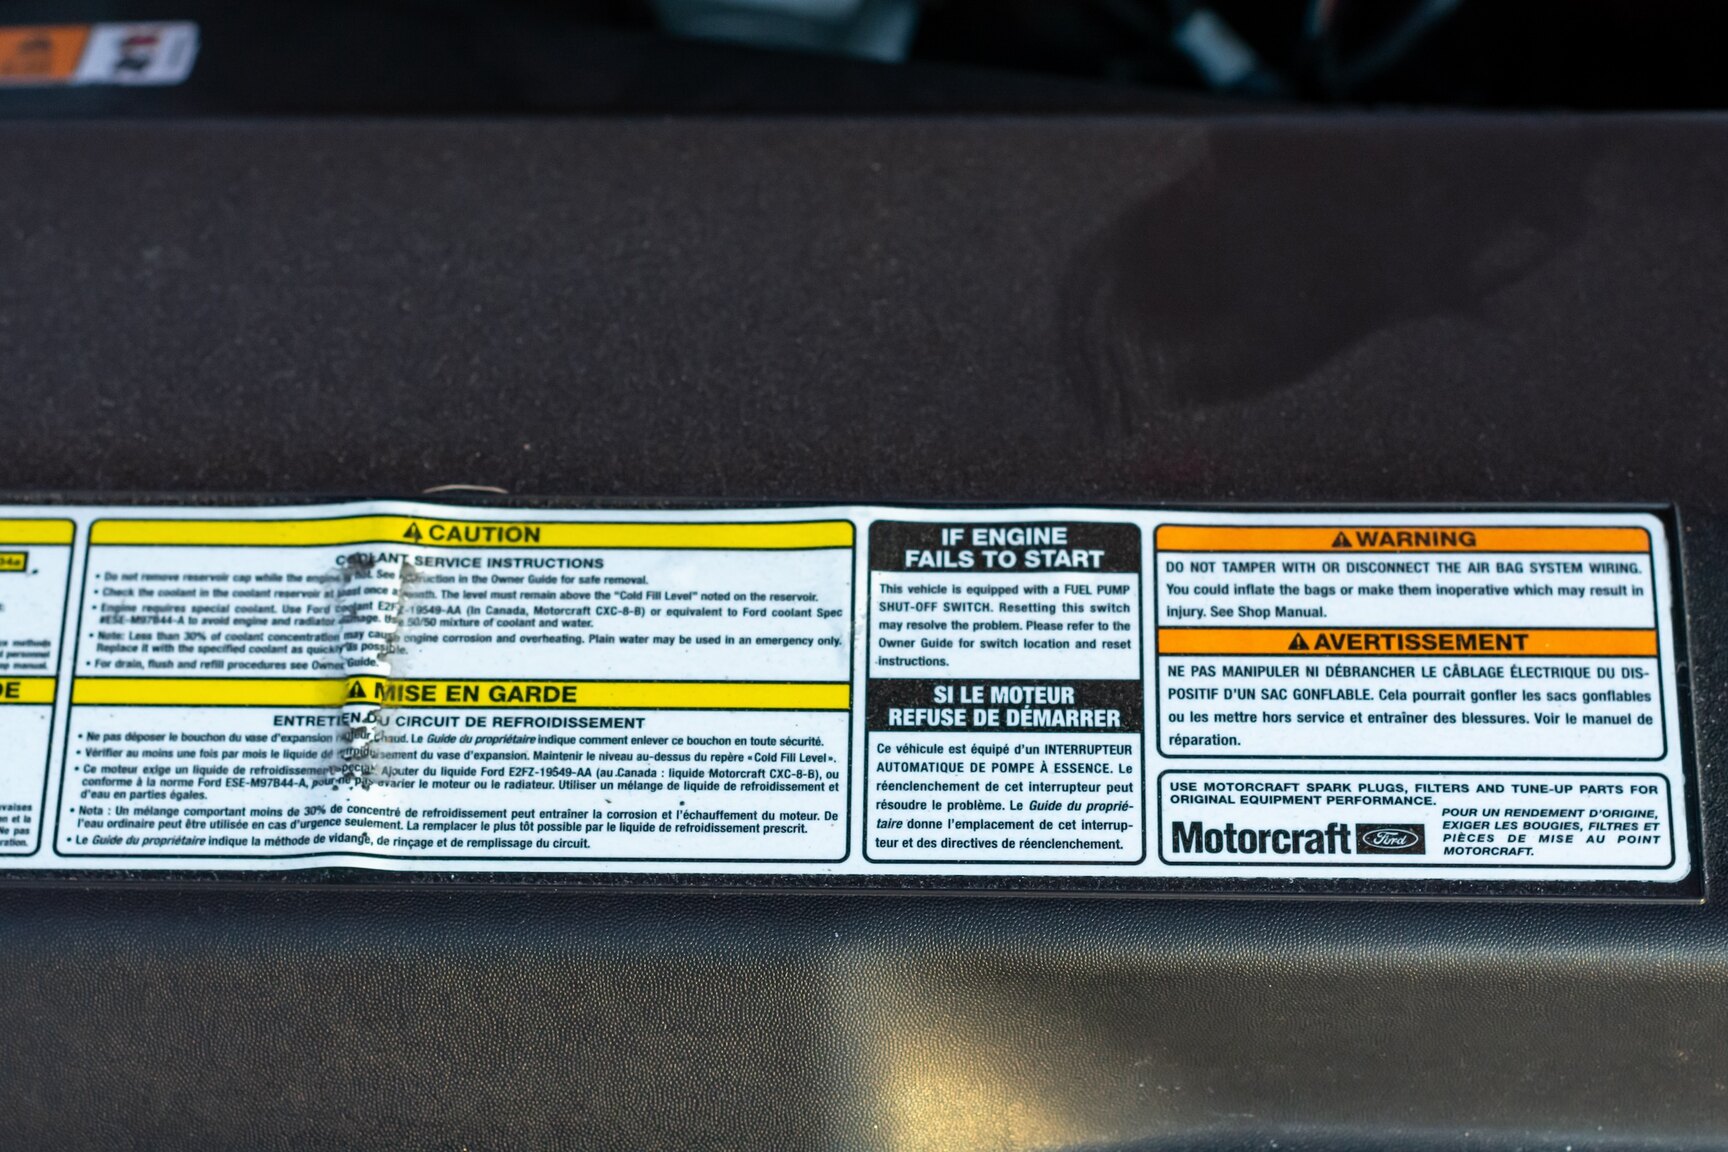 34a
DE
⚠ CAUTION
COOLANT SERVICE INSTRUCTIONS
• Do not remove reservoir cap while the engine is hot. See in the Owner Guide for safe removal.
• Check the coolant in the coolant reservoir at least once a month. The level must remain above the "Cold Fill Level" noted on the reservoir.
• Engine requires special coolant. Use Ford coolant E2FZ-19549-AA (In Canada, Motorcraft CXC-8-B) or equivalent to Ford coolant Spec
#ESE-M97B44-A to avoid engine and radiator damage. Use 50/50 mixture of coolant and water.
• Note: Less than 30% of coolant concentration may cause engine corrosion and overheating. Plain water may be used in an emergency only.
Replace it with the specified coolant as quickly as possible.
• For drain, flush and refill procedures see Owner Guide.
⚠ MISE EN GARDE
ENTRETIEN DU CIRCUIT DE REFROIDISSEMENT
• Ne pas déposer le bouchon du vase d'expansion chaud. Le Guide du propriétaire indique comment enlever ce bouchon en toute sécurité.
• Vérifier au moins une fois par mois le liquide de refroidissement du vase d'expansion. Maintenir le niveau au-dessus du repère «Cold Fill Level».
• Ce moteur exige un liquide de refroidissement spécial. Ajouter du liquide Ford E2FZ-19549-AA (au Canada : liquide Motorcraft CXC-8-B), ou
conforme à la norme Ford ESE-M97B44-A, pour ne pas avarier le moteur ou le radiateur. Utiliser un mélange de liquide de refroidissement et
d'eau en parties égales.
• Nota : Un mélange comportant moins de 30% de concentré de refroidissement peut entraîner la corrosion et l'échauffement du moteur. De
l'eau ordinaire peut être utilisée en cas d'urgence seulement. La remplacer le plus tôt possible par le liquide de refroidissement prescrit.
• Le Guide du propriétaire indique la méthode de vidange, de rinçage et de remplissage du circuit.
IF ENGINE
FAILS TO START
This vehicle is equipped with a FUEL PUMP
SHUT-OFF SWITCH. Resetting this switch
may resolve the problem. Please refer to the
Owner Guide for switch location and reset
instructions.
SI LE MOTEUR
REFUSE DE DÉMARRER
Ce véhicule est équipé d'un INTERRUPTEUR
AUTOMATIQUE DE POMPE À ESSENCE. Le
réenclenchement de cet interrupteur peut
résoudre le problème. Le Guide du proprié-
taire donne l'emplacement de cet interrup-
teur et des directives de réenclenchement.
⚠ WARNING
DO NOT TAMPER WITH OR DISCONNECT THE AIR BAG SYSTEM WIRING.
You could inflate the bags or make them inoperative which may result in
injury. See Shop Manual.
⚠ AVERTISSEMENT
NE PAS MANIPULER NI DÉBRANCHER LE CÂBLAGE ÉLECTRIQUE DU DIS-
POSITIF D'UN SAC GONFLABLE. Cela pourrait gonfler les sacs gonflables
ou les mettre hors service et entraîner des blessures. Voir le manuel de
réparation.
USE MOTORCRAFT SPARK PLUGS, FILTERS AND TUNE-UP PARTS FOR
ORIGINAL EQUIPMENT PERFORMANCE.
Motorcraft Ford
POUR UN RENDEMENT D'ORIGINE,
EXIGER LES BOUGIES, FILTRES ET
PIÈCES DE MISE AU POINT
MOTORCRAFT.